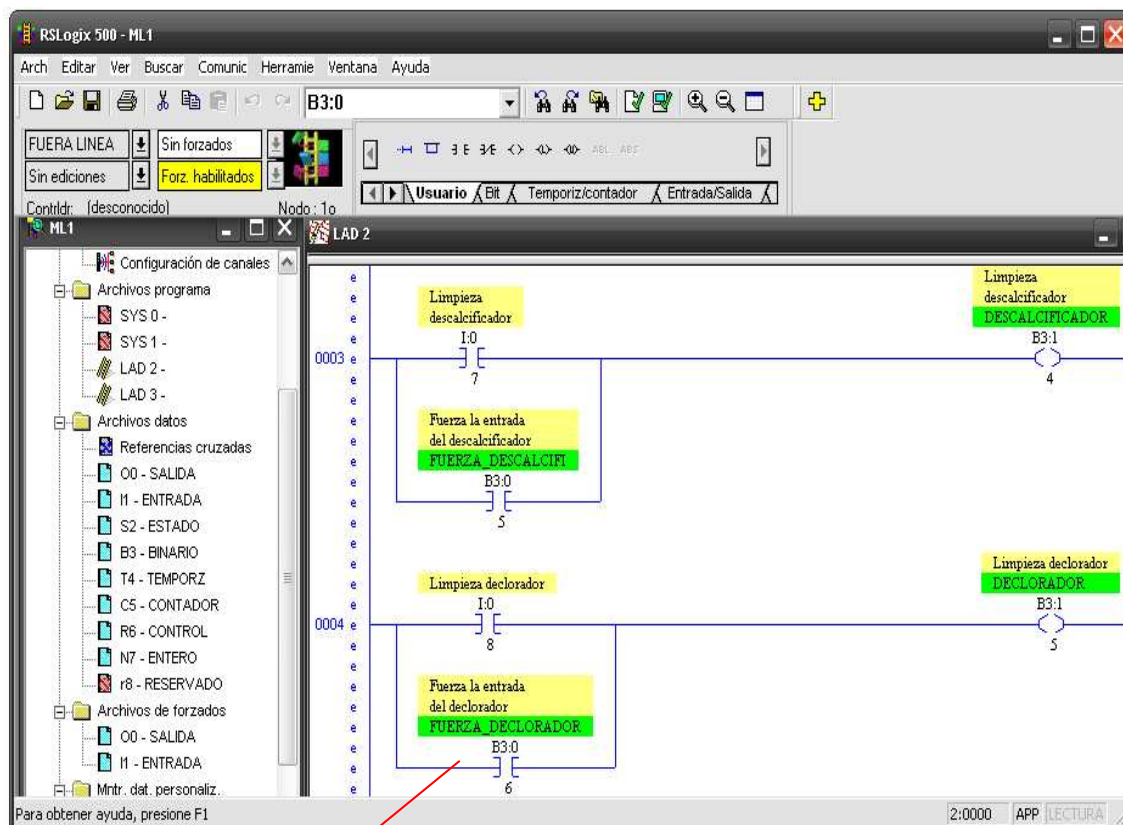 RSLogix 500 - ML1
Arch Editar Ver Buscar Comunic Herramie Ventana Ayuda
B3:0
FUERA LINEA
Sin forzados
Sin ediciones
Forz. habilitados
Contrldr: (desconocido)
Nodo : 1o
ABL ABS
Usuario Bit Temporiz/contador Entrada/Salida
ML1
Configuración de canales
Archivos programa
SYS 0 -
SYS 1 -
LAD 2 -
LAD 3 -
Archivos datos
Referencias cruzadas
O0 - SALIDA
I1 - ENTRADA
S2 - ESTADO
B3 - BINARIO
T4 - TEMPORZ
C5 - CONTADOR
R6 - CONTROL
N7 - ENTERO
r8 - RESERVADO
Archivos de forzados
O0 - SALIDA
I1 - ENTRADA
Mntr. dat. personaliz.
LAD 2
e
e
e
e
0003 e
e
e
e
e
e
e
e
e
e
e
e
e
0004 e
e
e
e
e
e
e
e
e
Limpieza
descalcificador
I:0
7
Limpieza
descalcificador
DESCALCIFICADOR
B3:1
4
Fuerza la entrada
del descalcificador
FUERZA_DESCALCIFI
B3:0
5
Limpieza declorador
I:0
8
Limpieza declorador
DECLORADOR
B3:1
5
Fuerza la entrada
del declorador
FUERZA_DECLORADOR
B3:0
6
Para obtener ayuda, presione F1
2:0000 APP LECTURA